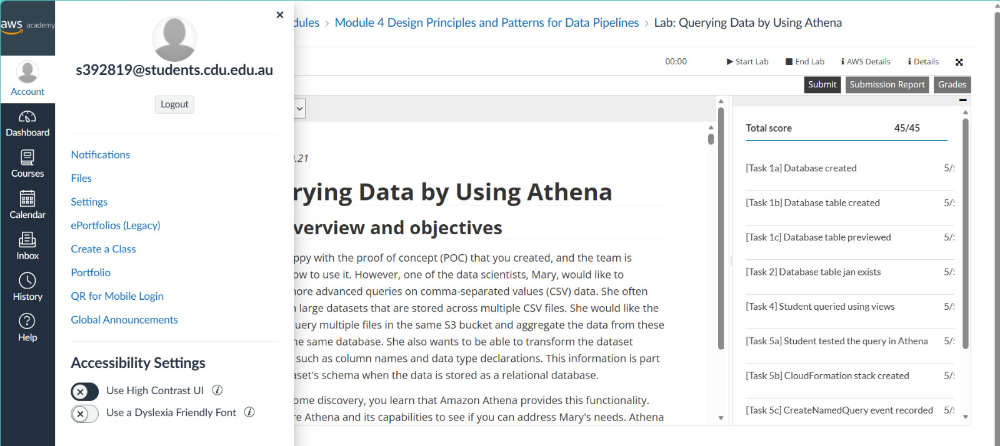 aws academy
Account
Dashboard
Courses
Calendar
Inbox
History
Help
s392819@students.cdu.edu.au
Logout
Notifications
Files
Settings
ePortfolios (Legacy)
Create a Class
Portfolio
QR for Mobile Login
Global Announcements
Accessibility Settings
Use High Contrast UI
Use a Dyslexia Friendly Font
dules > Module 4 Design Principles and Patterns for Data Pipelines > Lab: Querying Data by Using Athena
00:00 Start Lab End Lab AWS Details Details
Submit Submission Report Grades
.21
rying Data by Using Athena
verview and objectives
ppy with the proof of concept (POC) that you created, and the team is
ow to use it. However, one of the data scientists, Mary, would like to
ore advanced queries on comma-separated values (CSV) data. She often
large datasets that are stored across multiple CSV files. She would like the
uery multiple files in the same S3 bucket and aggregate the data from these
e same database. She also wants to be able to transform the dataset
such as column names and data type declarations. This information is part
aset's schema when the data is stored as a relational database.
ome discovery, you learn that Amazon Athena provides this functionality.
re Athena and its capabilities to see if you can address Mary's needs. Athena
Total score 45/45
[Task 1a] Database created 5/
[Task 1b] Database table created 5/
[Task 1c] Database table previewed 5/
[Task 2] Database table jan exists 5/
[Task 4] Student queried using views 5/
[Task 5a] Student tested the query in Athena 5/
[Task 5b] CloudFormation stack created 5/
[Task 5c] CreateNamedQuery event recorded 5/